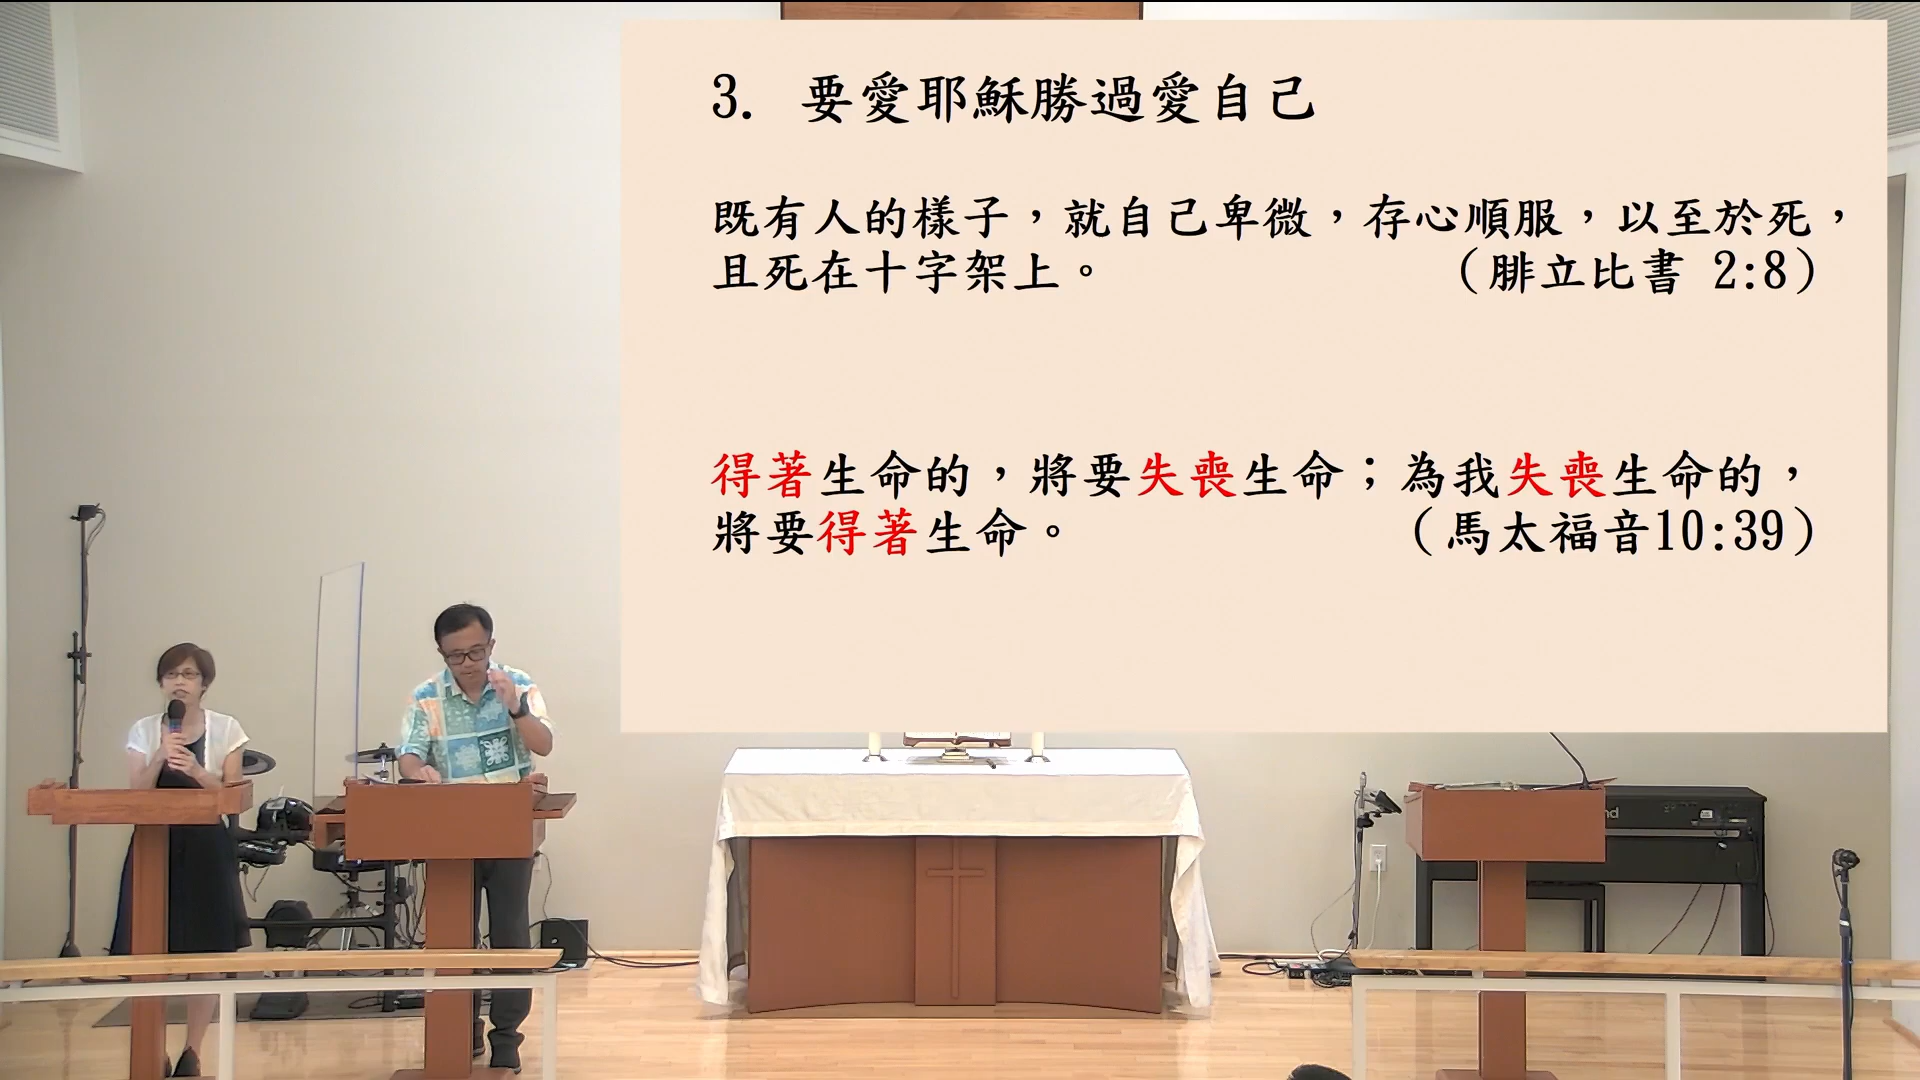 3. 要愛耶穌勝過愛自己
既有人的樣子，就自己卑微，存心順服，以至於死，
且死在十字架上。 （腓立比書 2:8）
得著生命的，將要失喪生命；為我失喪生命的，
將要得著生命。 （馬太福音10:39）